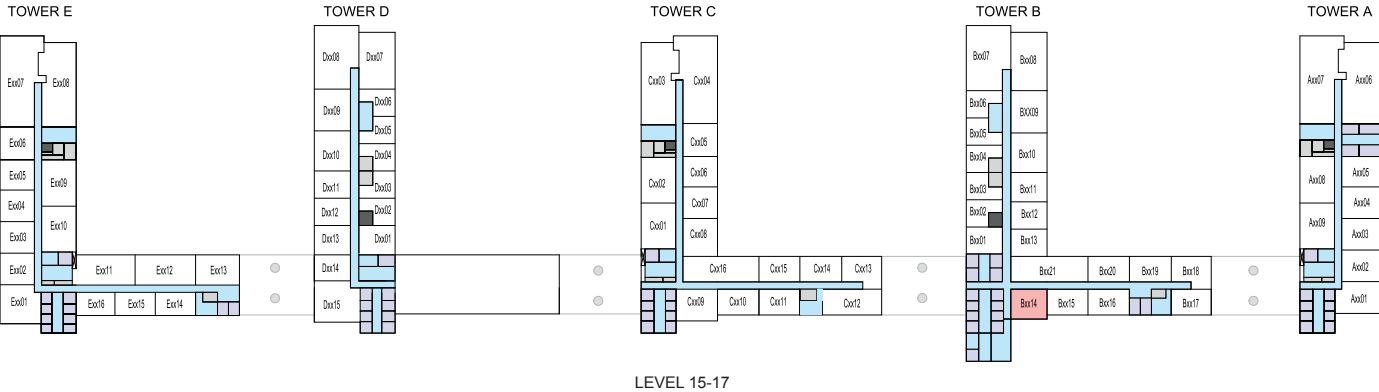 TOWER E
TOWER D
TOWER C
TOWER B
TOWER A
Exx07
Exx08
Exx06
Exx05
Exx09
Exx04
Exx10
Exx03
Exx02
Exx11
Exx12
Exx13
Exx01
Exx16
Exx15
Exx14
Dxx08
Dxx07
Dxx09
Dxx06
Dxx05
Dxx10
Dxx04
Dxx11
Dxx03
Dxx12
Dxx02
Dxx13
Dxx01
Dxx14
Dxx15
Cxx03
Cxx04
Cxx05
Cxx02
Cxx06
Cxx07
Cxx01
Cxx08
Cxx16
Cxx15
Cxx14
Cxx13
Cxx09
Cxx10
Cxx11
Cxx12
Bxx07
Bxx08
Bxx06
BXX09
Bxx05
Bxx04
Bxx10
Bxx03
Bxx11
Bxx02
Bxx12
Bxx01
Bxx13
Bxx21
Bxx20
Bxx19
Bxx18
Bxx14
Bxx15
Bxx16
Bxx17
Axx07
Axx06
Axx08
Axx05
Axx04
Axx09
Axx03
Axx02
Axx01
LEVEL 15-17